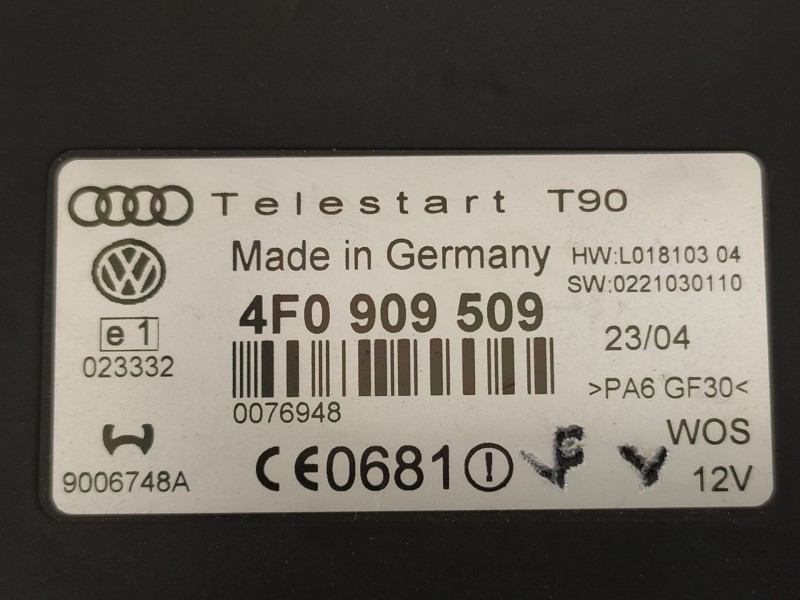 Telestart T90
Made in Germany
HW:L018103 04
SW:0221030110
4F0 909 509
e1
023332
23/04
0076948
>PA6 GF30<
9006748A
CE0681
WOS
12V